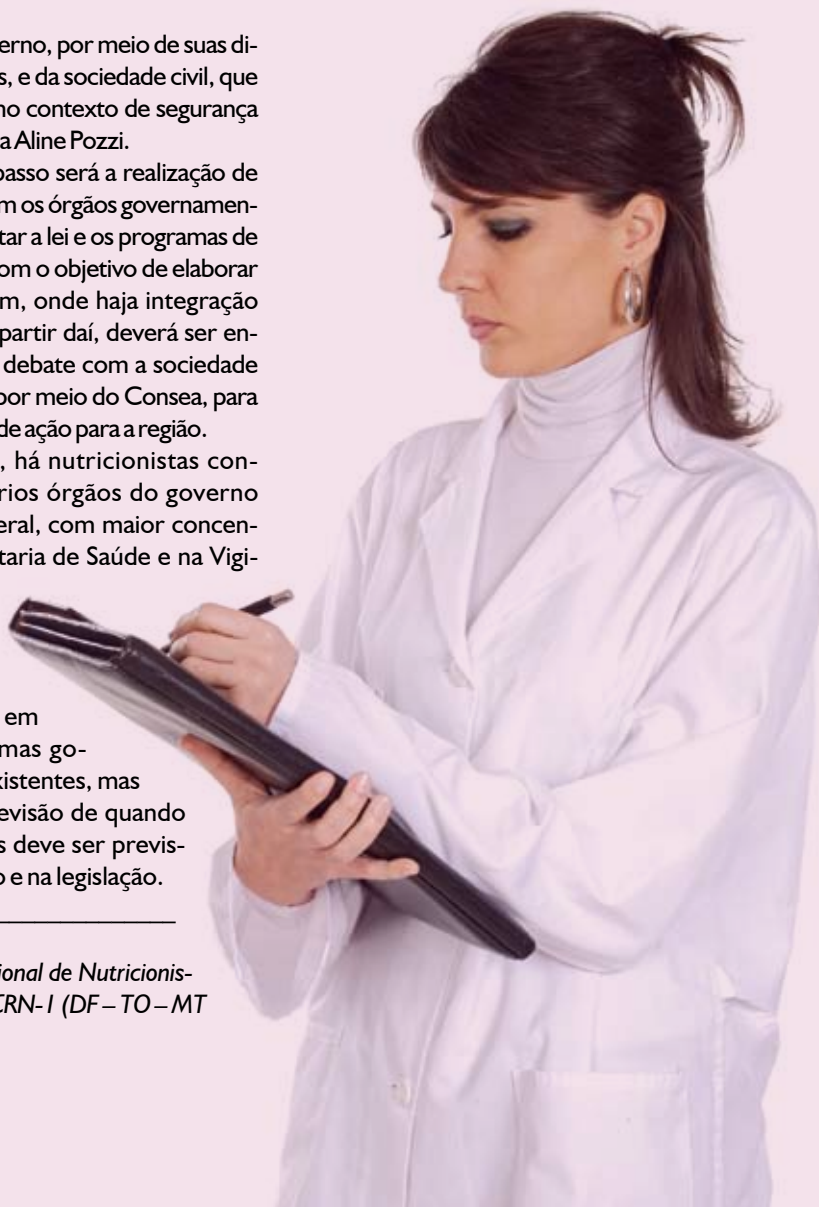 erno, por meio de suas di-
s, e da sociedade civil, que
no contexto de segurança
a Aline Pozzi.
passo será a realização de
m os órgãos governamen-
tar a lei e os programas de
om o objetivo de elaborar
m, onde haja integração
partir daí, deverá ser en-
debate com a sociedade
por meio do Consea, para
de ação para a região.
, há nutricionistas con-
rios órgãos do governo
eral, com maior concen-
taria de Saúde e na Vigi-
em
mas go-
xistentes, mas
evisão de quando
s deve ser previs-
o e na legislação.
ional de Nutricionis-
CRN-1 (DF – TO – MT